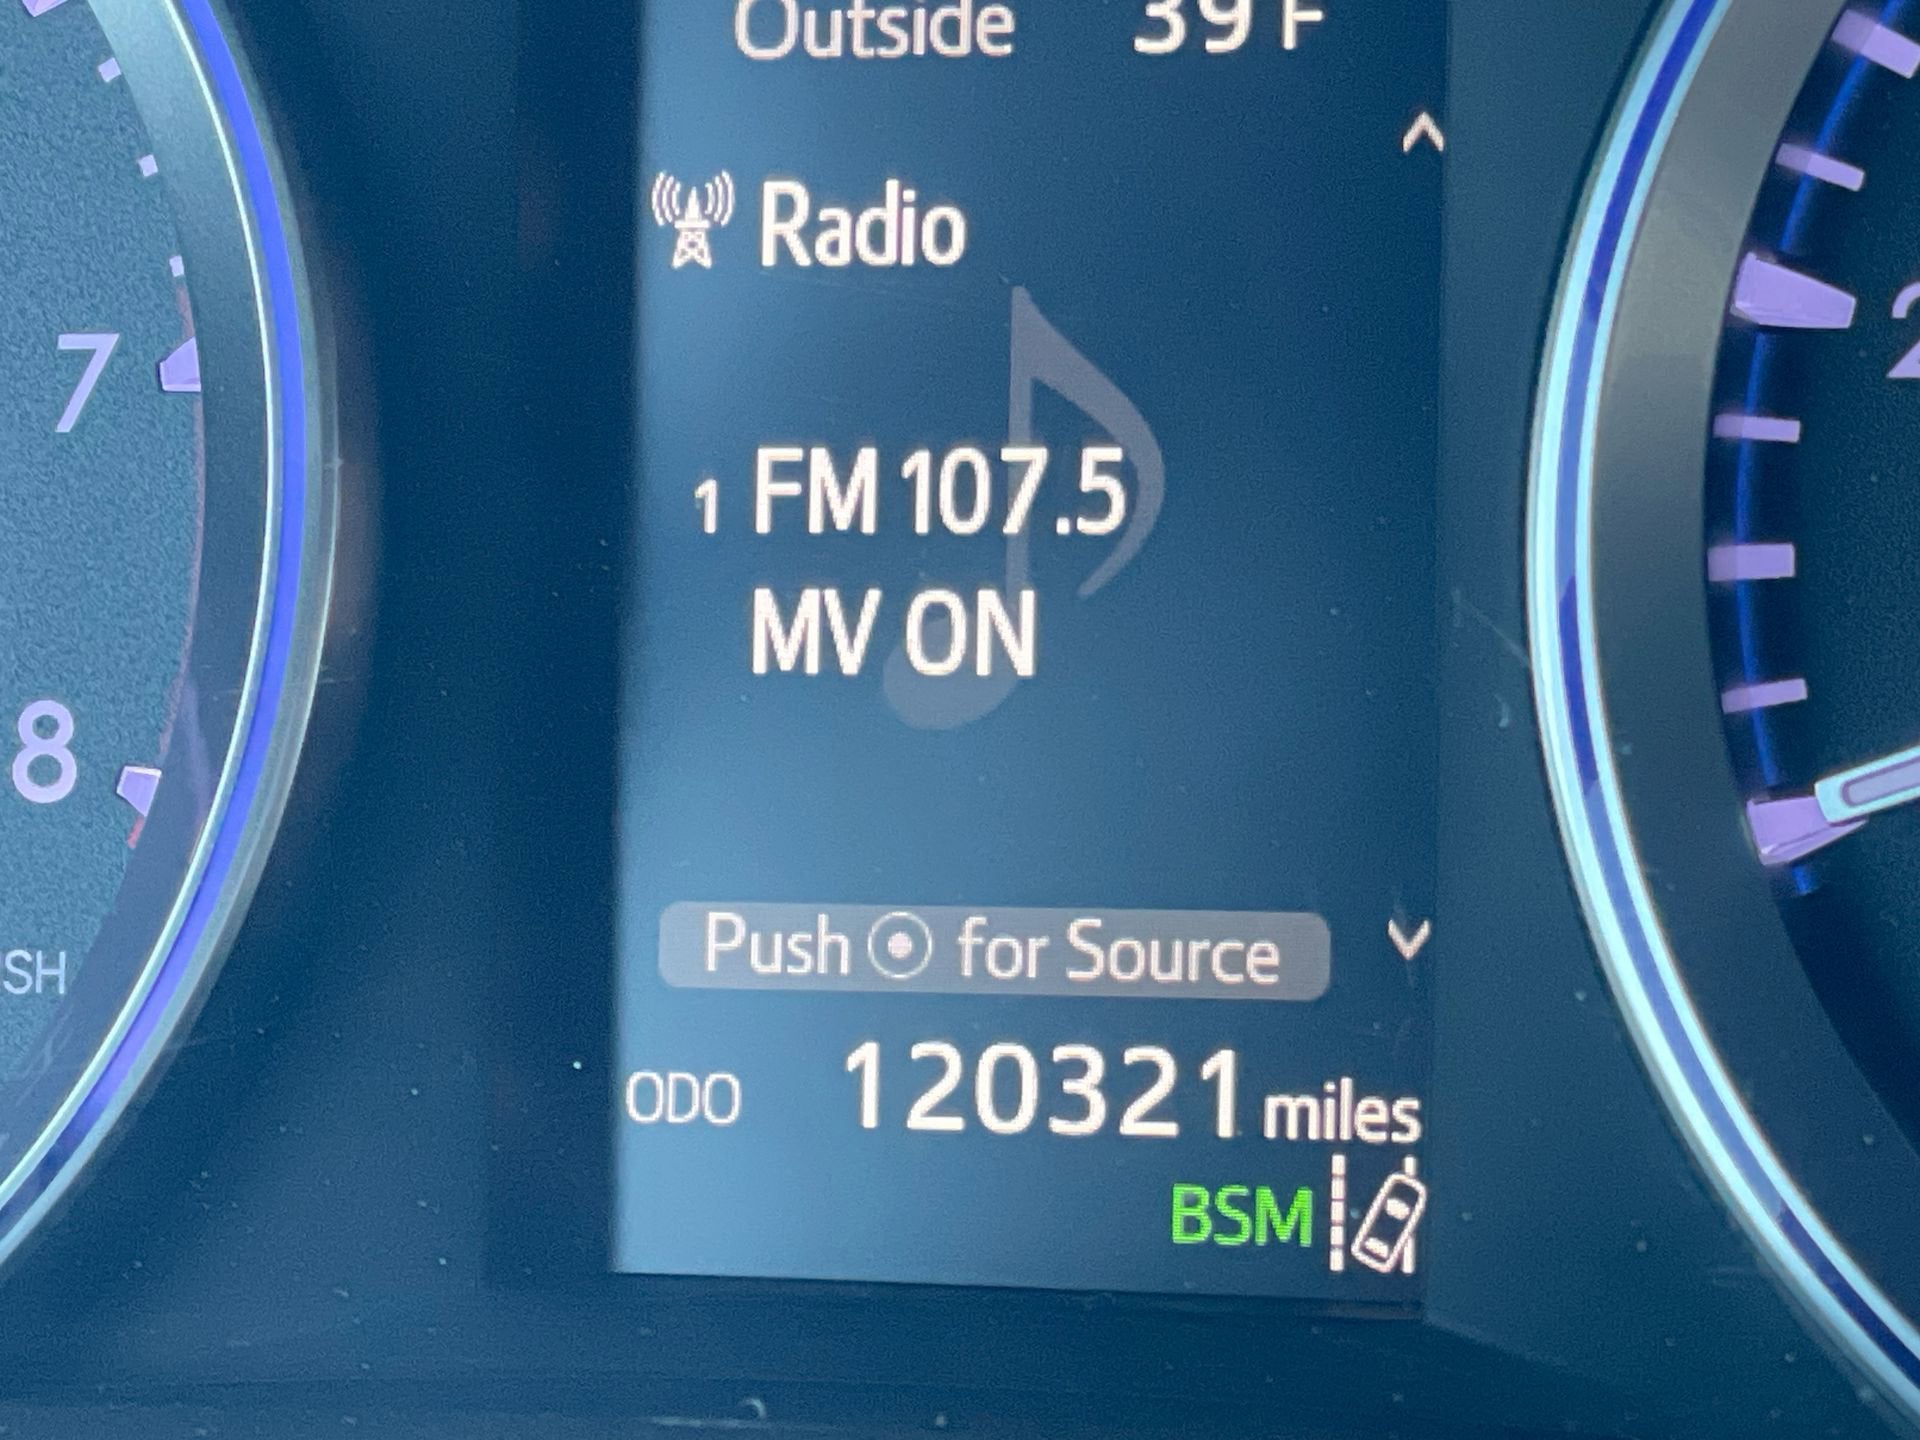 Outside 39 F
Radio
7
1 FM 107.5
MV ON
8
Push for Source
ODO 120321 miles
BSM